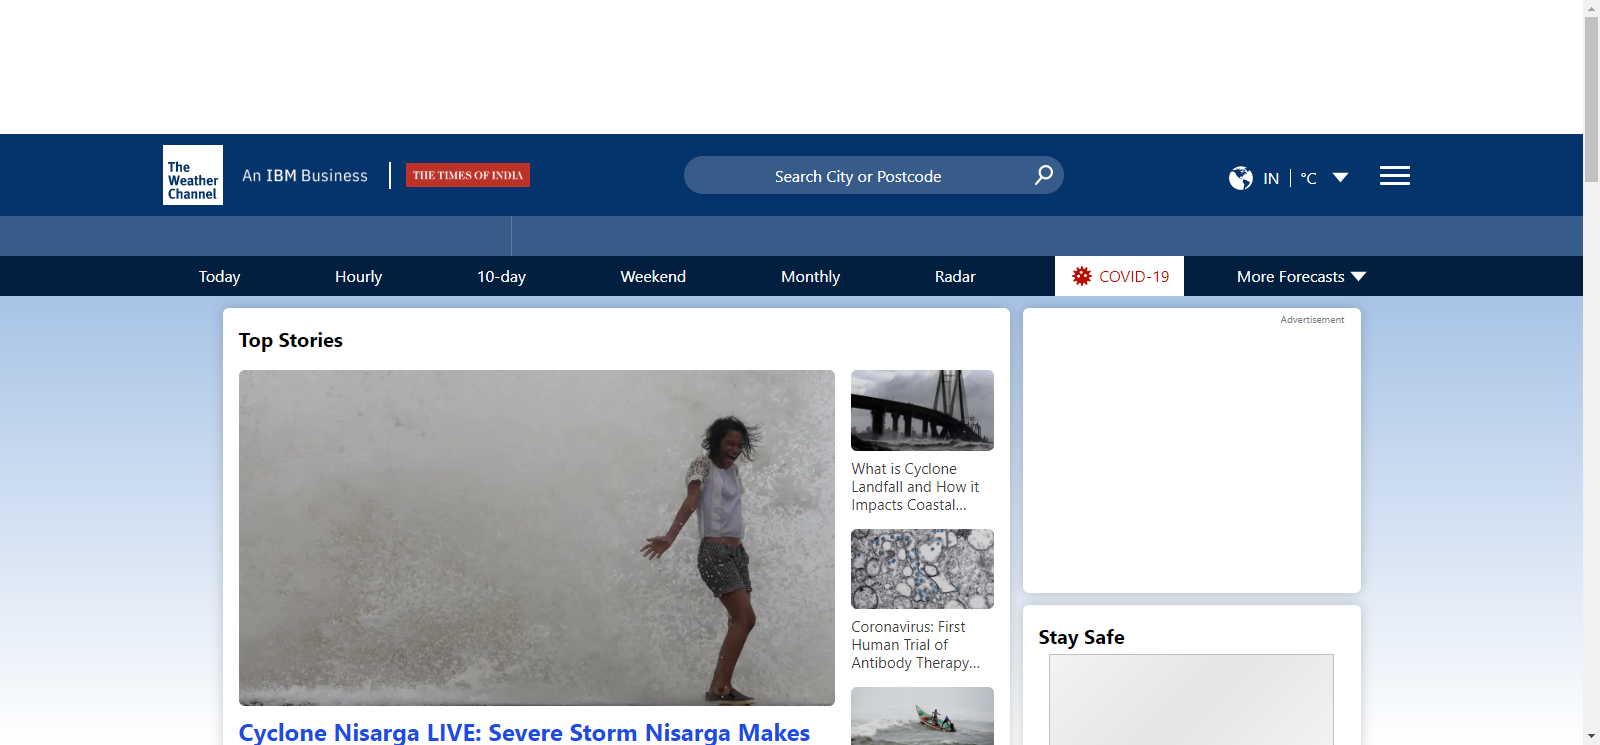 The
Weather
Channel
An IBM Business
THE TIMES OF INDIA
Search City or Postcode
IN
°C
Today
Hourly
10-day
Weekend
Monthly
Radar
COVID-19
More Forecasts
Top Stories
Advertisement
What is Cyclone
Landfall and How it
Impacts Coastal...
Coronavirus: First
Human Trial of
Antibody Therapy...
Stay Safe
Cyclone Nisarga LIVE: Severe Storm Nisarga Makes